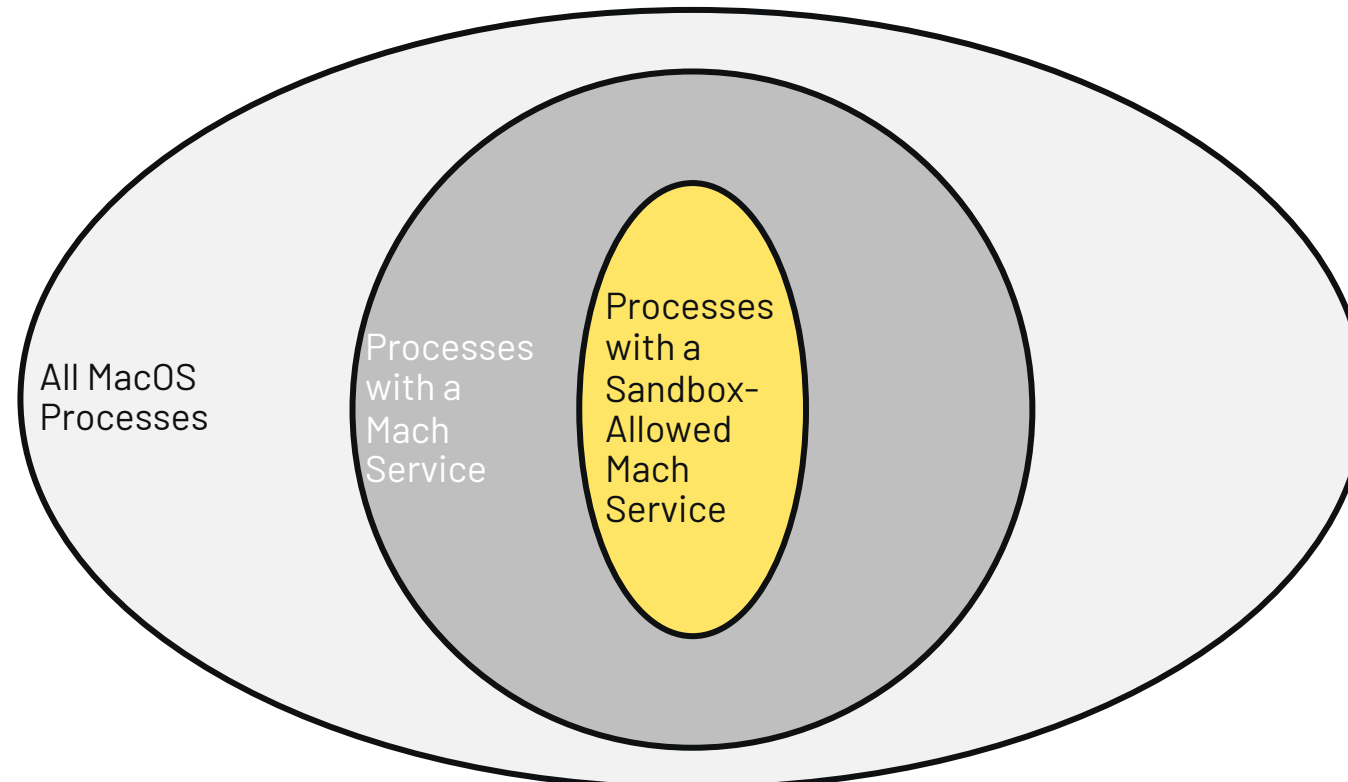 All MacOS
Processes
Processes
with a
Mach
Service
Processes
with a
Sandbox-
Allowed
Mach
Service